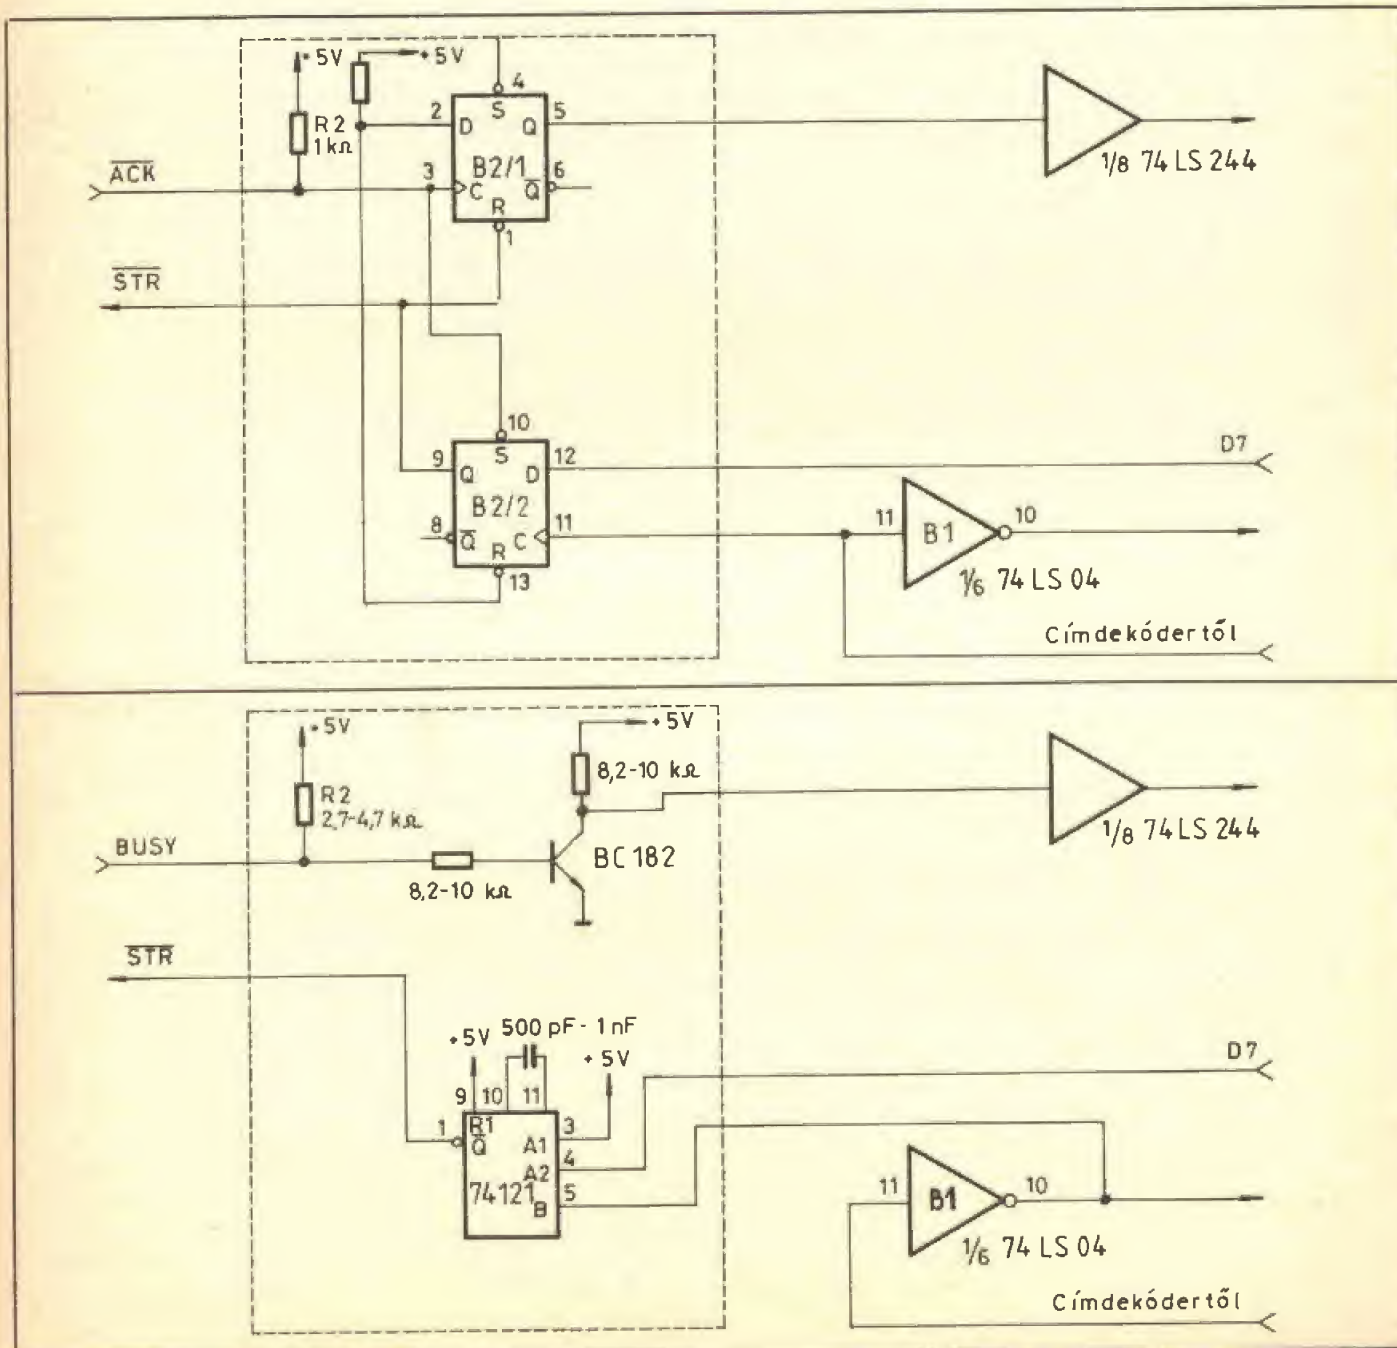 +5V
+5V
R2
1kΩ
4
S
2
D
Q
5
B2/1
3
C
Q̅
6
R
1
1/8 74 LS 244
A̅C̅K̅
S̅T̅R̅
10
S
9
Q
D
12
B2/2
8
Q̅
R
C
11
13
D7
11
B1
10
1/6 74 LS 04
Címdekódertől
+5V
+5V
R2
2,7-4,7 kΩ
8,2-10 kΩ
BUSY
8,2-10 kΩ
BC 182
1/8 74 LS 244
S̅T̅R̅
+5V
500 pF - 1 nF
+5V
9
10
11
R1
1
Q̅
A1
3
A2
4
74121
B
5
D7
11
B1
10
1/6 74 LS 04
Címdekódertől